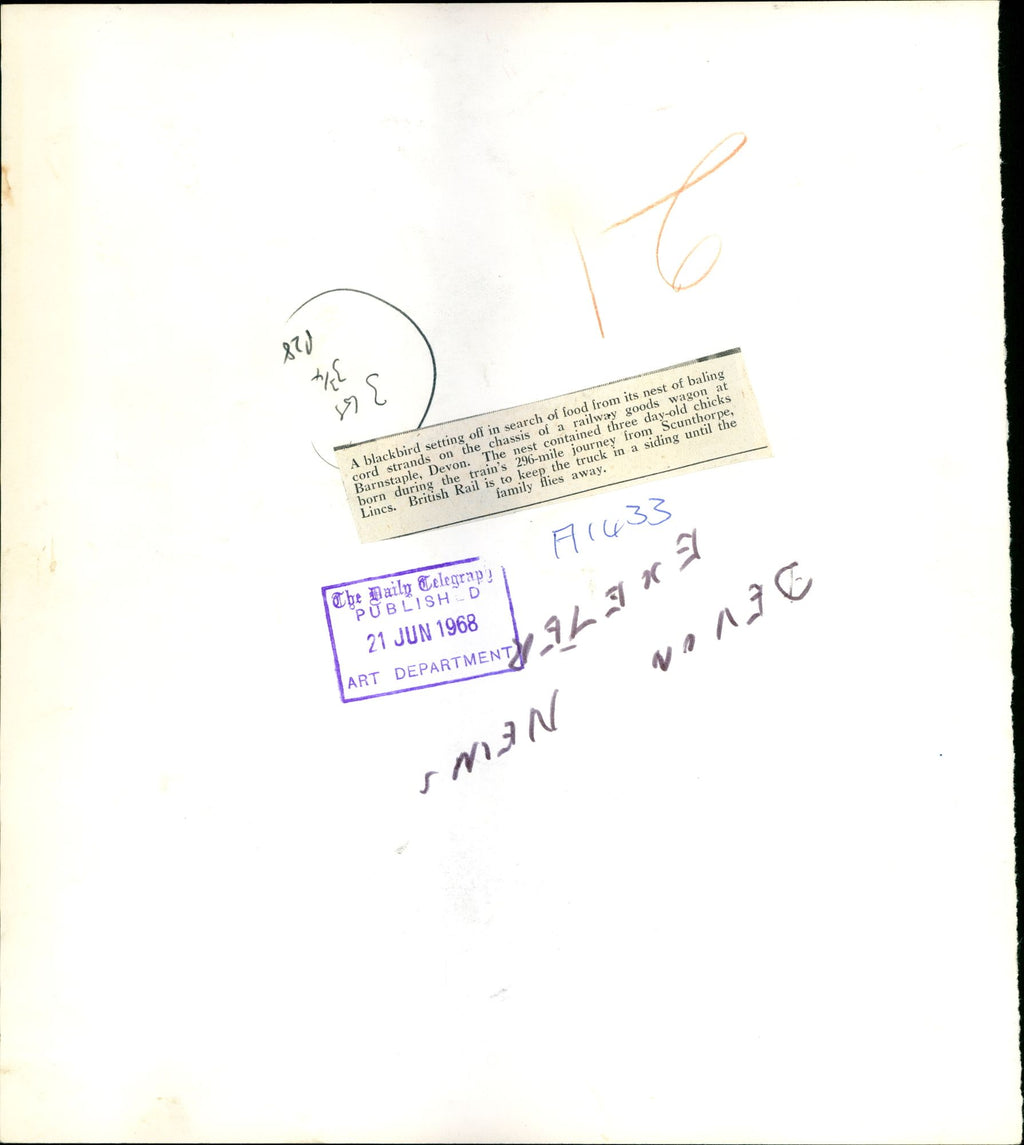 A blackbird setting off in search of food from its nest of baling
cord strands on the chassis of a railway goods wagon at
Barnstaple, Devon. The nest contained three day-old chicks
born during the train's 296-mile journey from Scunthorpe,
Lincs. British Rail is to keep the truck in a siding until the
family flies away.
A1433
The Daily Telegraph
PUBLISHED
21 JUN 1968
ART DEPARTMENT
DEVON
EXETER
NEWS